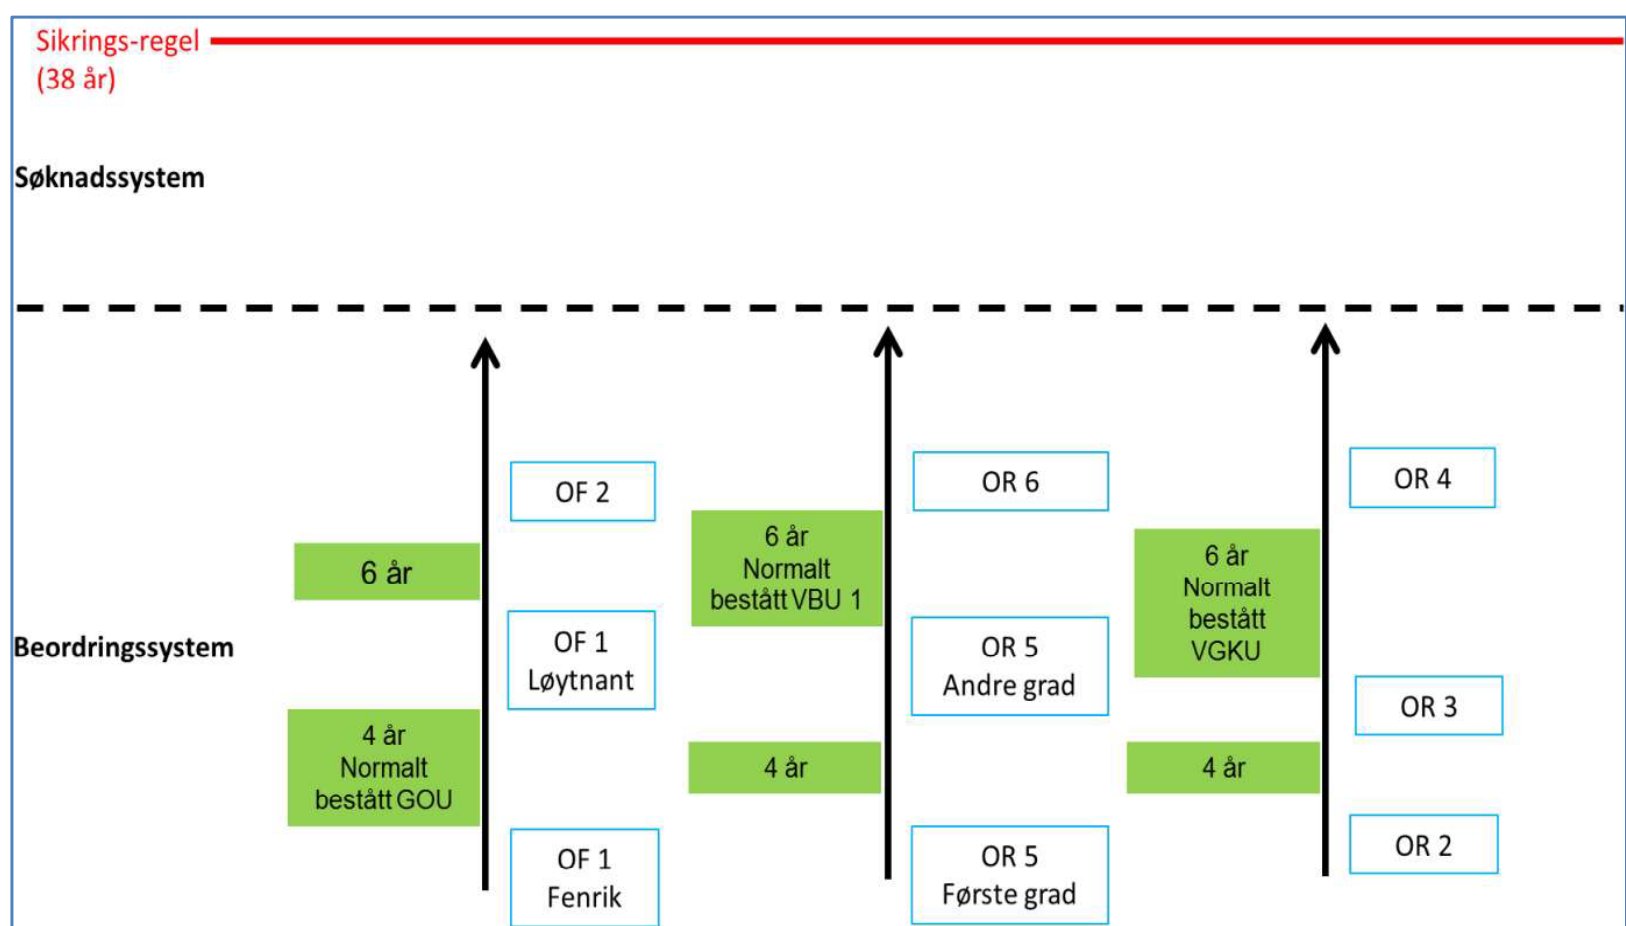 Sikrings-regel
(38 år)
Søknadssystem
Beordringssystem
OF 2
6 år
OF 1
Løytnant
4 år
Normalt
bestått GOU
OF 1
Fenrik
OR 6
6 år
Normalt
bestått VBU 1
OR 5
Andre grad
4 år
OR 5
Første grad
OR 4
6 år
Normalt
bestått
VGKU
OR 3
4 år
OR 2